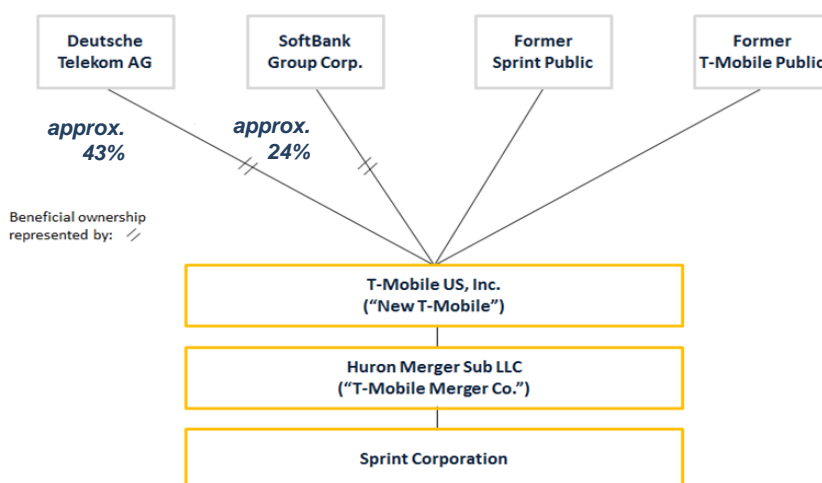 Deutsche
Telekom AG
SoftBank
Group Corp.
Former
Sprint Public
Former
T-Mobile Public
approx.
43%
approx.
24%
Beneficial ownership
represented by:
T-Mobile US, Inc.
(“New T-Mobile”)
Huron Merger Sub LLC
(“T-Mobile Merger Co.”)
Sprint Corporation